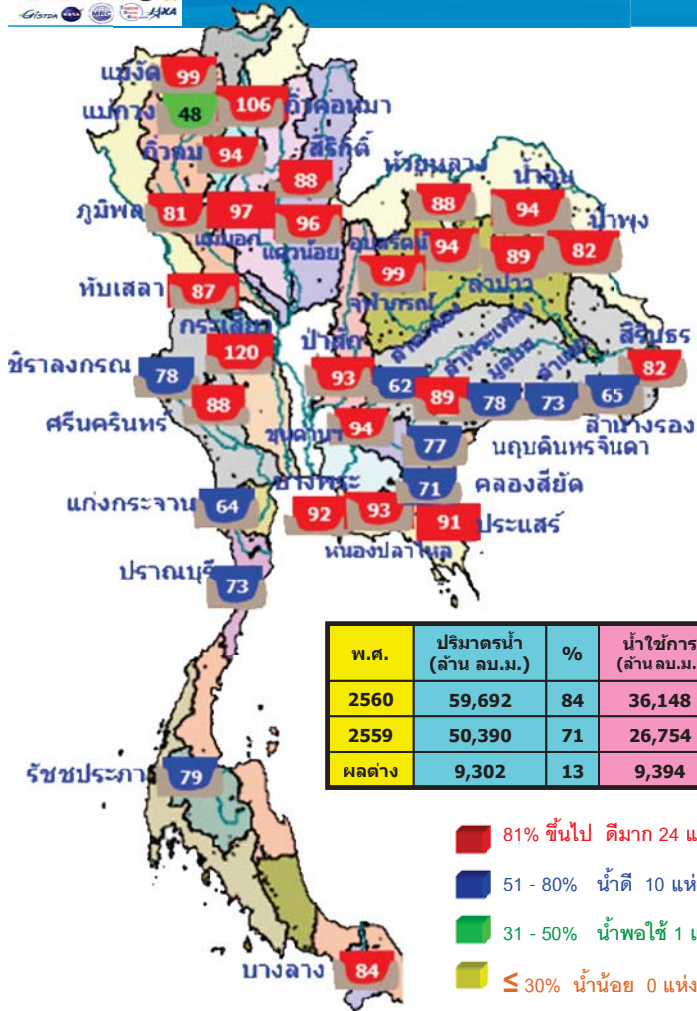 GISTDA NASA MRC JAXA
แม่งัด 99
แม่กวง 48
106 กิ่วคอหมา
กิ่วลม 94
สิริกิติ์
88
ห้วยหลวง
88
น้ำอูน
94
น้ำพุง
82
ภูมิพล 81
97
แม่มอก
96
แควน้อย
อุบลรัตน์
94
89
ลำปาว
99
จุฬาภรณ์
ทับเสลา 87
กระเสียว
120
ป่าสัก
93
ลำตะคอง
62
ลำพระเพลิง
89
มูลบน
78
ลำแซะ
73
สิรินธร
82
65
ลำนางรอง
ชิราลงกรณ 78
ศรีนครินทร์ 88
94
ขุนด่านฯ
77
นฤบดินทรจินดา
71 คลองสียัด
บางพระ
92
93
หนองปลาไหล
91 ประแสร์
แก่งกระจาน 64
ปราณบุรี
73
พ.ศ. ปริมาตรน้ำ (ล้าน ลบ.ม.) % น้ำใช้การ (ล้าน ลบ.ม.
2560 59,692 84 36,148
2559 50,390 71 26,754
ผลต่าง 9,302 13 9,394
รัชชประภา 79
81% ขึ้นไป ดีมาก 24 แ
51 - 80% น้ำดี 10 แห่
31 - 50% น้ำพอใช้ 1 แ
≤ 30% น้ำน้อย 0 แห่ง
บางลาง 84